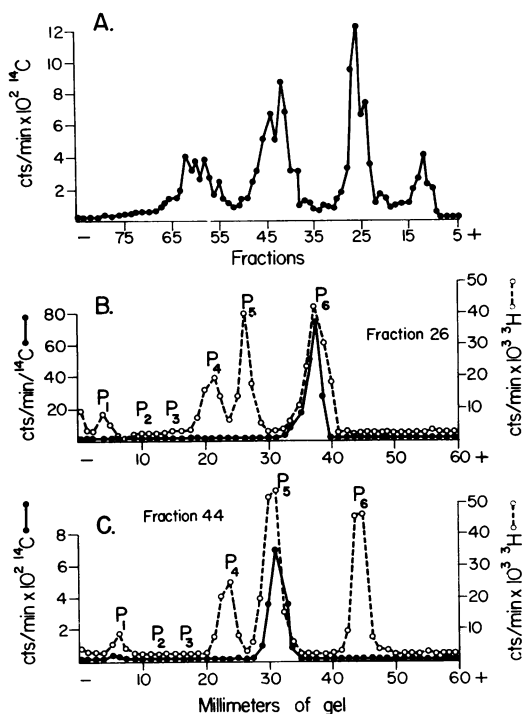 A.
cts/min x 10² ¹⁴C
12
10
8
6
4
2
− 75 65 55 45 35 25 15 5 +
Fractions
B.
cts/min/¹⁴C
80
60
40
20
P₁ P₂ P₃ P₄ P₅ P₆
Fraction 26
50
40
30
20
10
cts/min x 10³ ³H
− 10 20 30 40 50 60 +
C.
Fraction 44
cts/min x 10² ¹⁴C
8
6
4
2
P₁ P₂ P₃ P₄ P₅ P₆
50
40
30
20
10
cts/min x 10³ ³H
− 10 20 30 40 50 60 +
Millimeters of gel